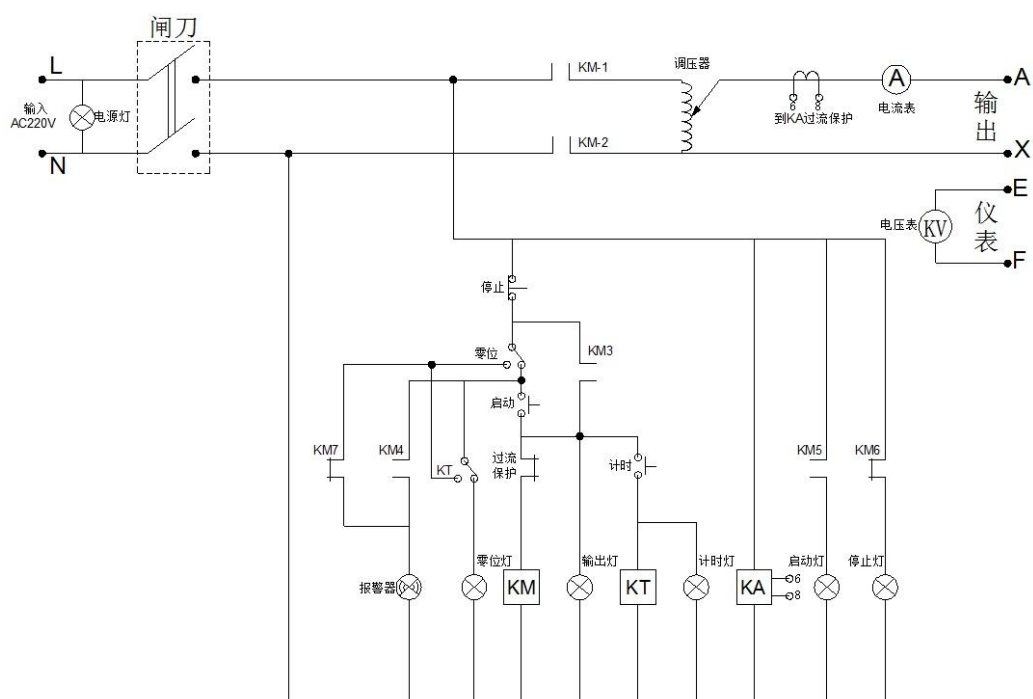 闸刀
L
KM-1
调压器
A
A
输入
AC220V
电源灯
6
8
电流表
输出
到KA过流保护
N
KM-2
X
E
电压表
KV
仪表
F
停止
零位
KM3
启动
KM7
KM4
KT
过流
保护
计时
KM5
KM6
报警器
零位灯
KM
输出灯
KT
计时灯
KA
6
8
启动灯
停止灯